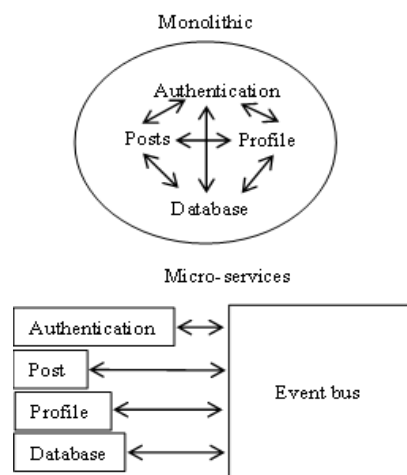 Monolithic
Authentication
Posts Profile
Database
Micro-services
Authentication
Post
Profile
Database
Event bus